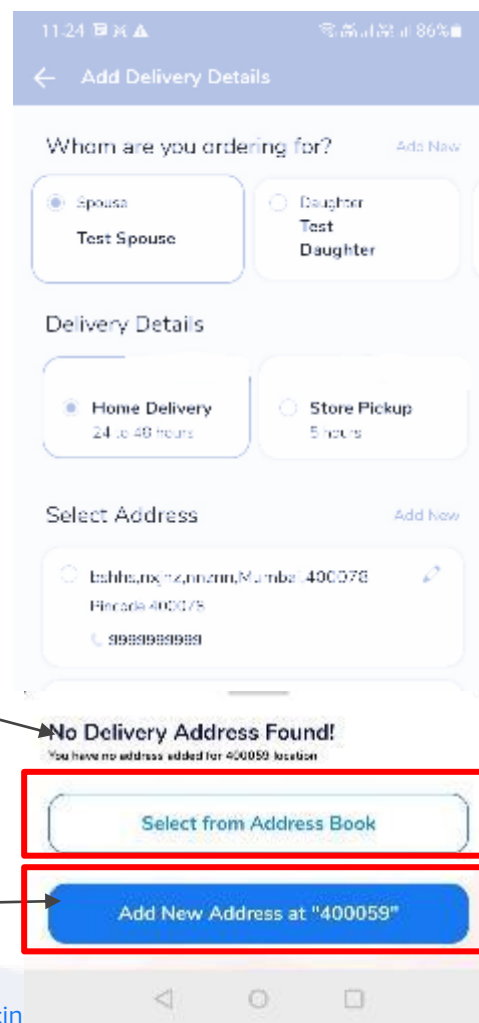 11:24 86%
Add Delivery Details
Whom are you ordering for? Add New
Spouse
Test Spouse
Daughter
Test
Daughter
Delivery Details
Home Delivery
24 to 48 hours
Store Pickup
5 hours
Select Address Add New
Pincode 400078
9999999999
No Delivery Address Found!
You have no address added for 400059 location
Select from Address Book
Add New Address at "400059"